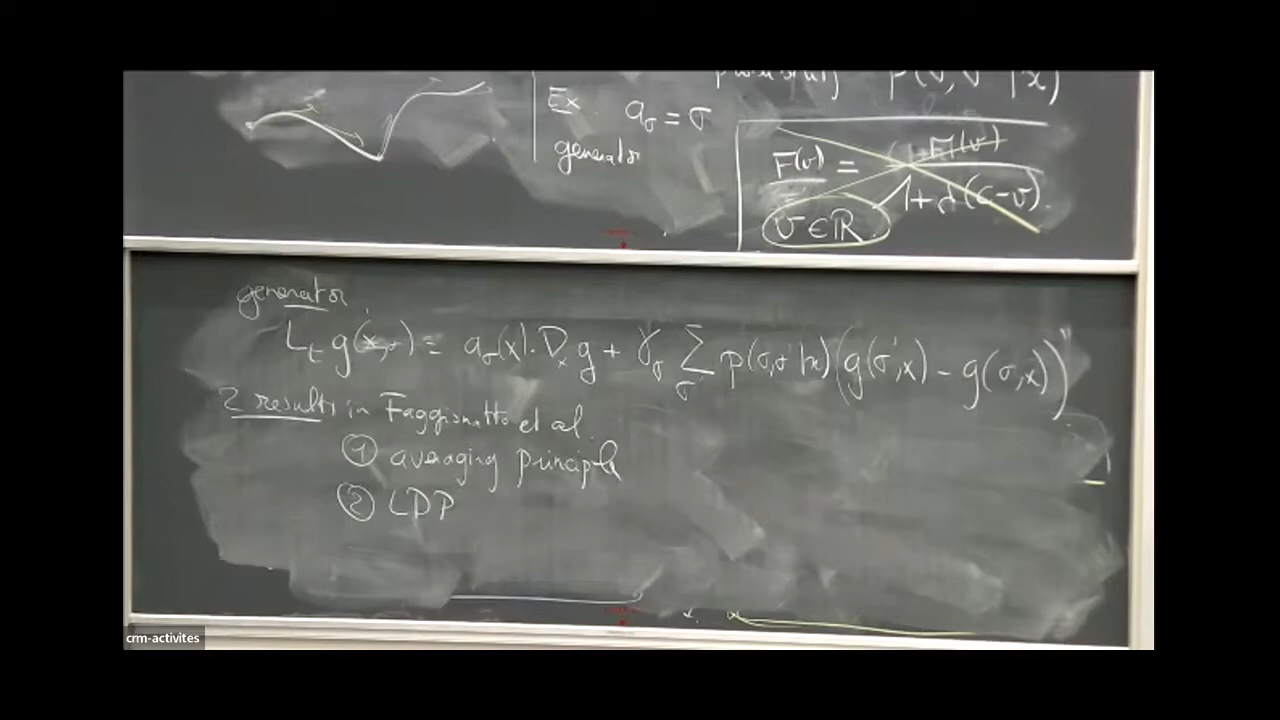 Ex a_σ = σ
generator
p(σ, σ' | x)
F(v) =
1 + d(c - v).
v ∈ ℝ
generator
L_t g(x, σ) = a_σ(x) · D_x g + γ_σ Σ_σ' p(σ, σ' | x) (g(σ', x) - g(σ, x))
2 results in Faggionatto et al.
① averaging principle
② LDP
crm-activites